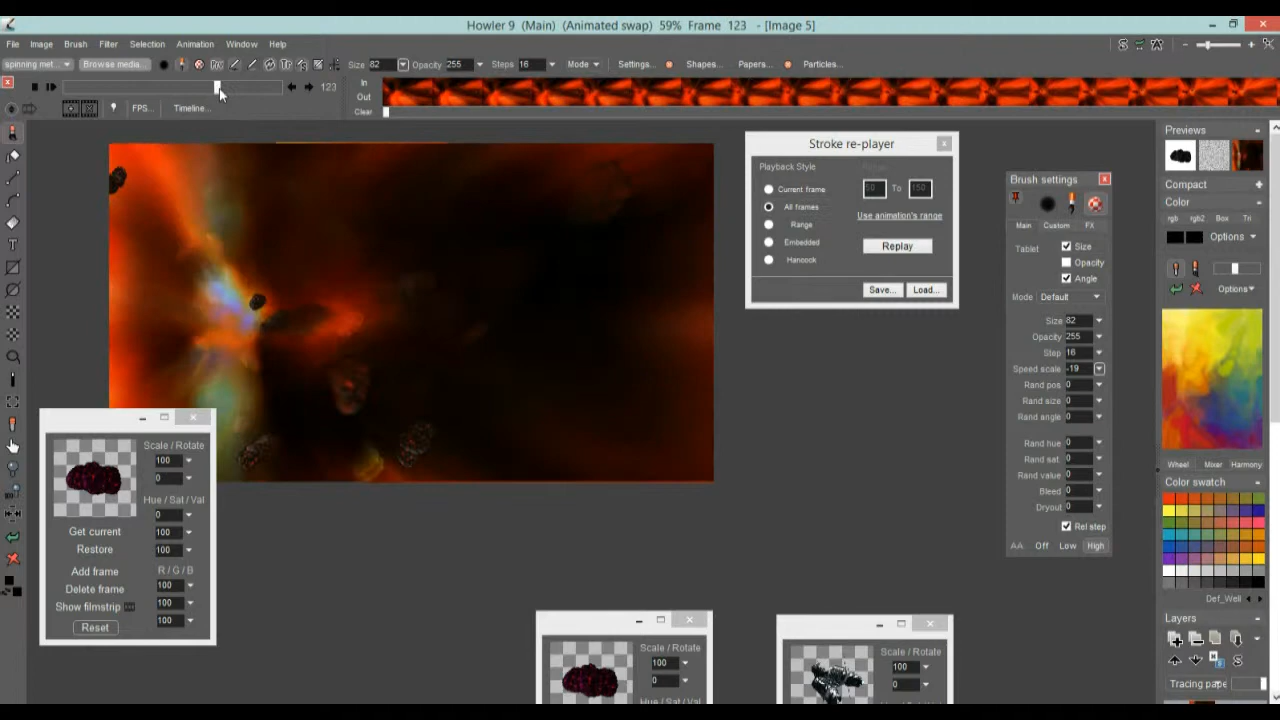 Howler 9 (Main) (Animated swap) 59% Frame 123 - [Image 5]
File Image Brush Filter Selection Animation Window Help
spinning met... Browse media... Size 82 Opacity 255 Steps 16 Mode Settings... Shapes... Papers... Particles...
123 In
Out
FPS... Timeline... Clear
Stroke re-player
Playback Style
Current frame 50 To 150
All frames
Use animation's range
Range
Embedded
Replay
Hancock
Save... Load...
Brush settings
Main Custom FX
Tablet Size
Opacity
Angle
Mode Default
Size 82
Opacity 255
Step 16
Speed scale -19
Rand pos 0
Rand size 0
Rand angle 0
Rand hue 0
Rand sat. 0
Rand value 0
Bleed 0
Dryout 0
Rel step
AA Off Low High
Previews
Compact
Color
rgb rgb2 Box Tri
Options
Options
Wheel Mixer Harmony
Color swatch
Def_Well
Layers
Tracing pape
Scale / Rotate
100
0
Hue / Sat / Val
0
Get current 100
Restore 100
Add frame R / G / B
Delete frame 100
Show filmstrip 100
Reset 100
Scale / Rotate
100
0
Scale / Rotate
100
0